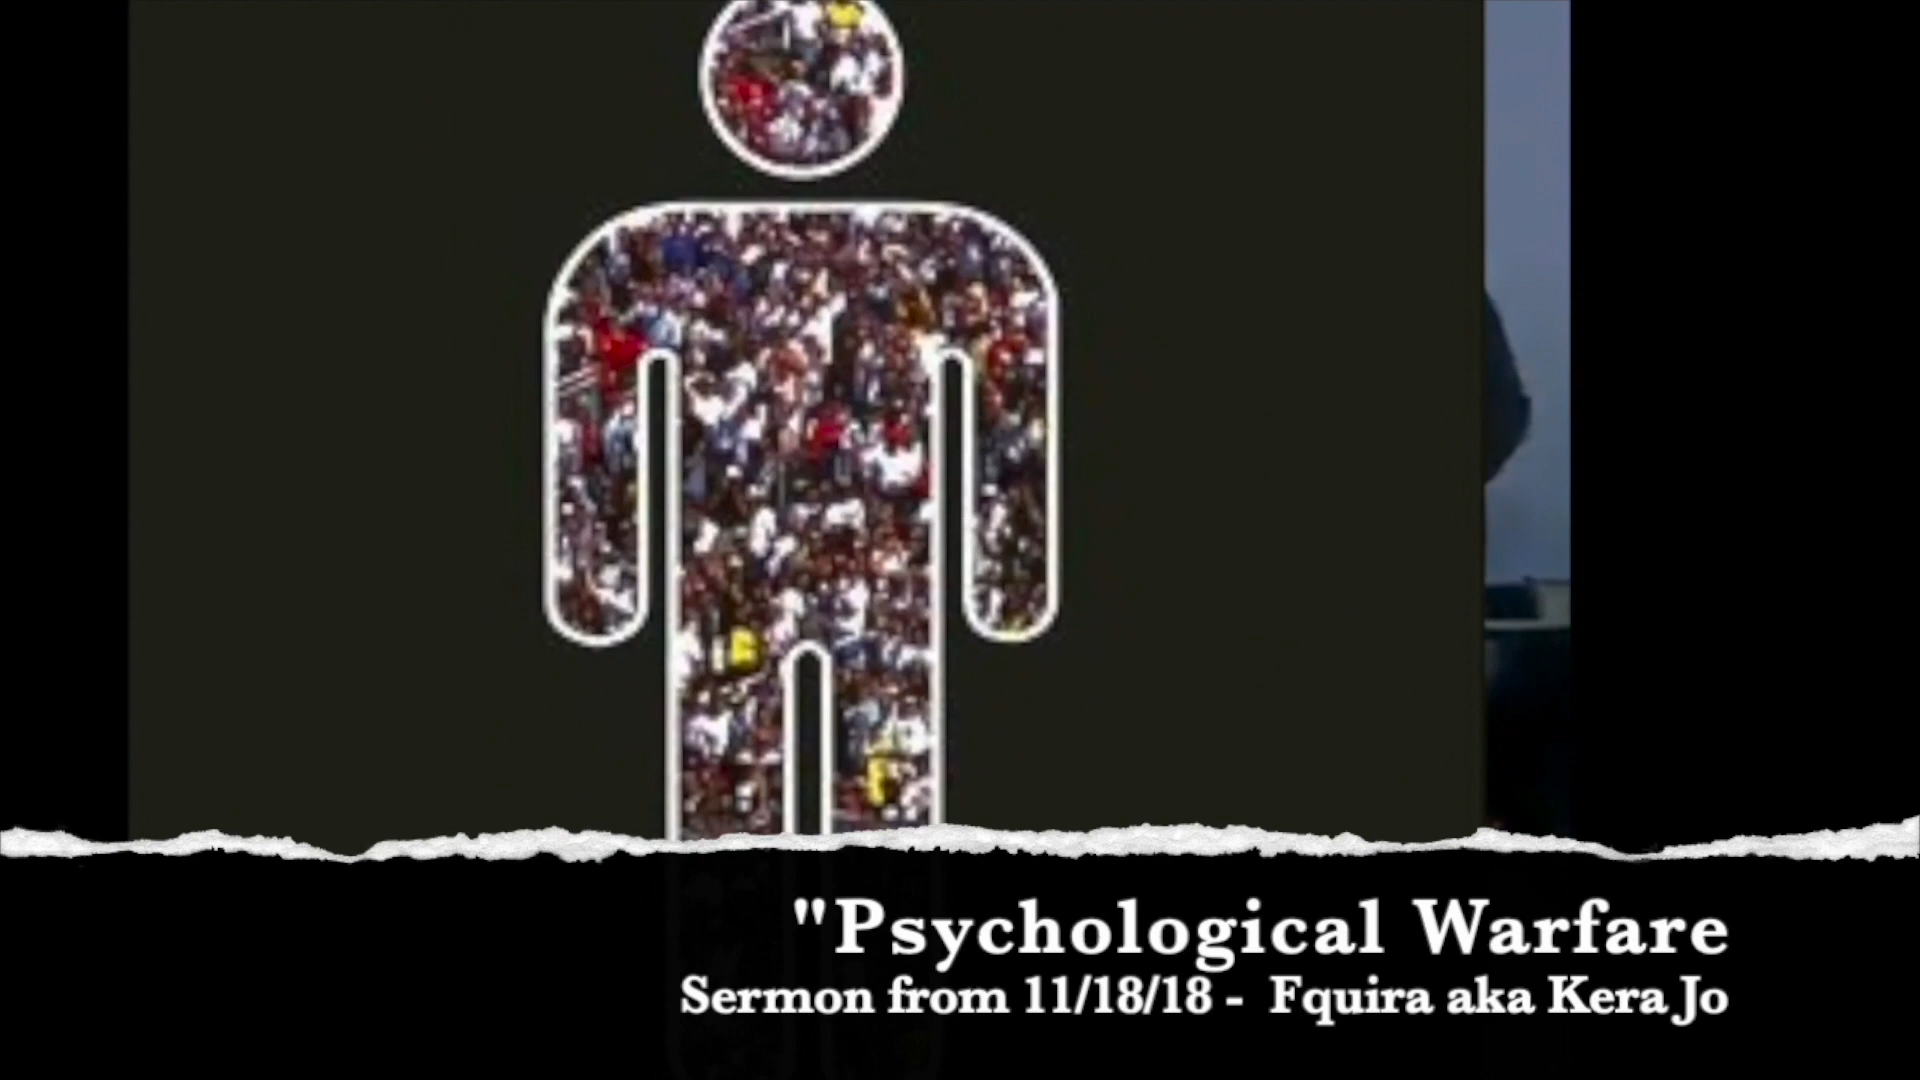 "Psychological Warfare
Sermon from 11/18/18 - Fquira aka Kera Jo